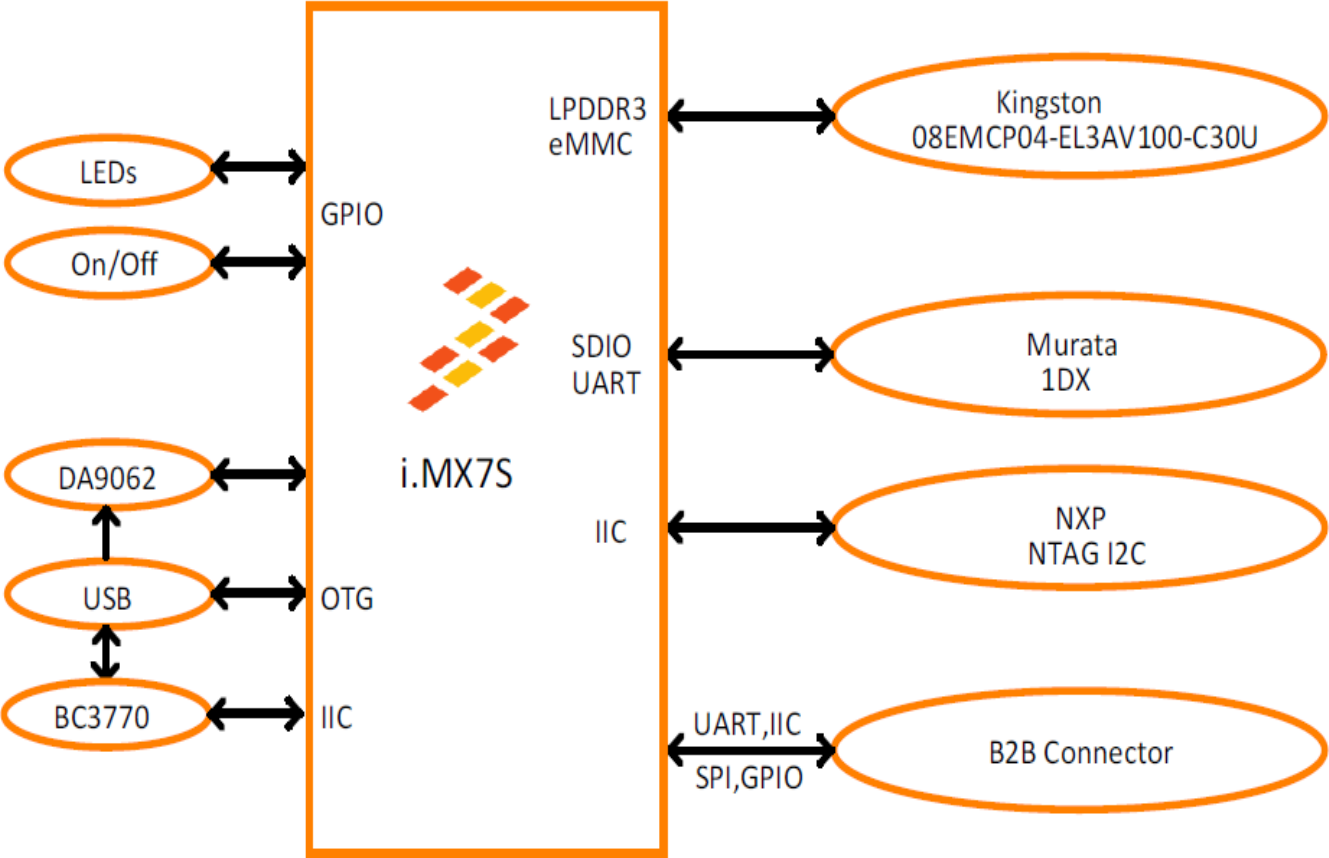 LEDs
On/Off
DA9062
USB
BC3770
GPIO
OTG
IIC
i.MX7S
LPDDR3
eMMC
SDIO
UART
IIC
UART,IIC
SPI,GPIO
Kingston
08EMCP04-EL3AV100-C30U
Murata
1DX
NXP
NTAG I2C
B2B Connector